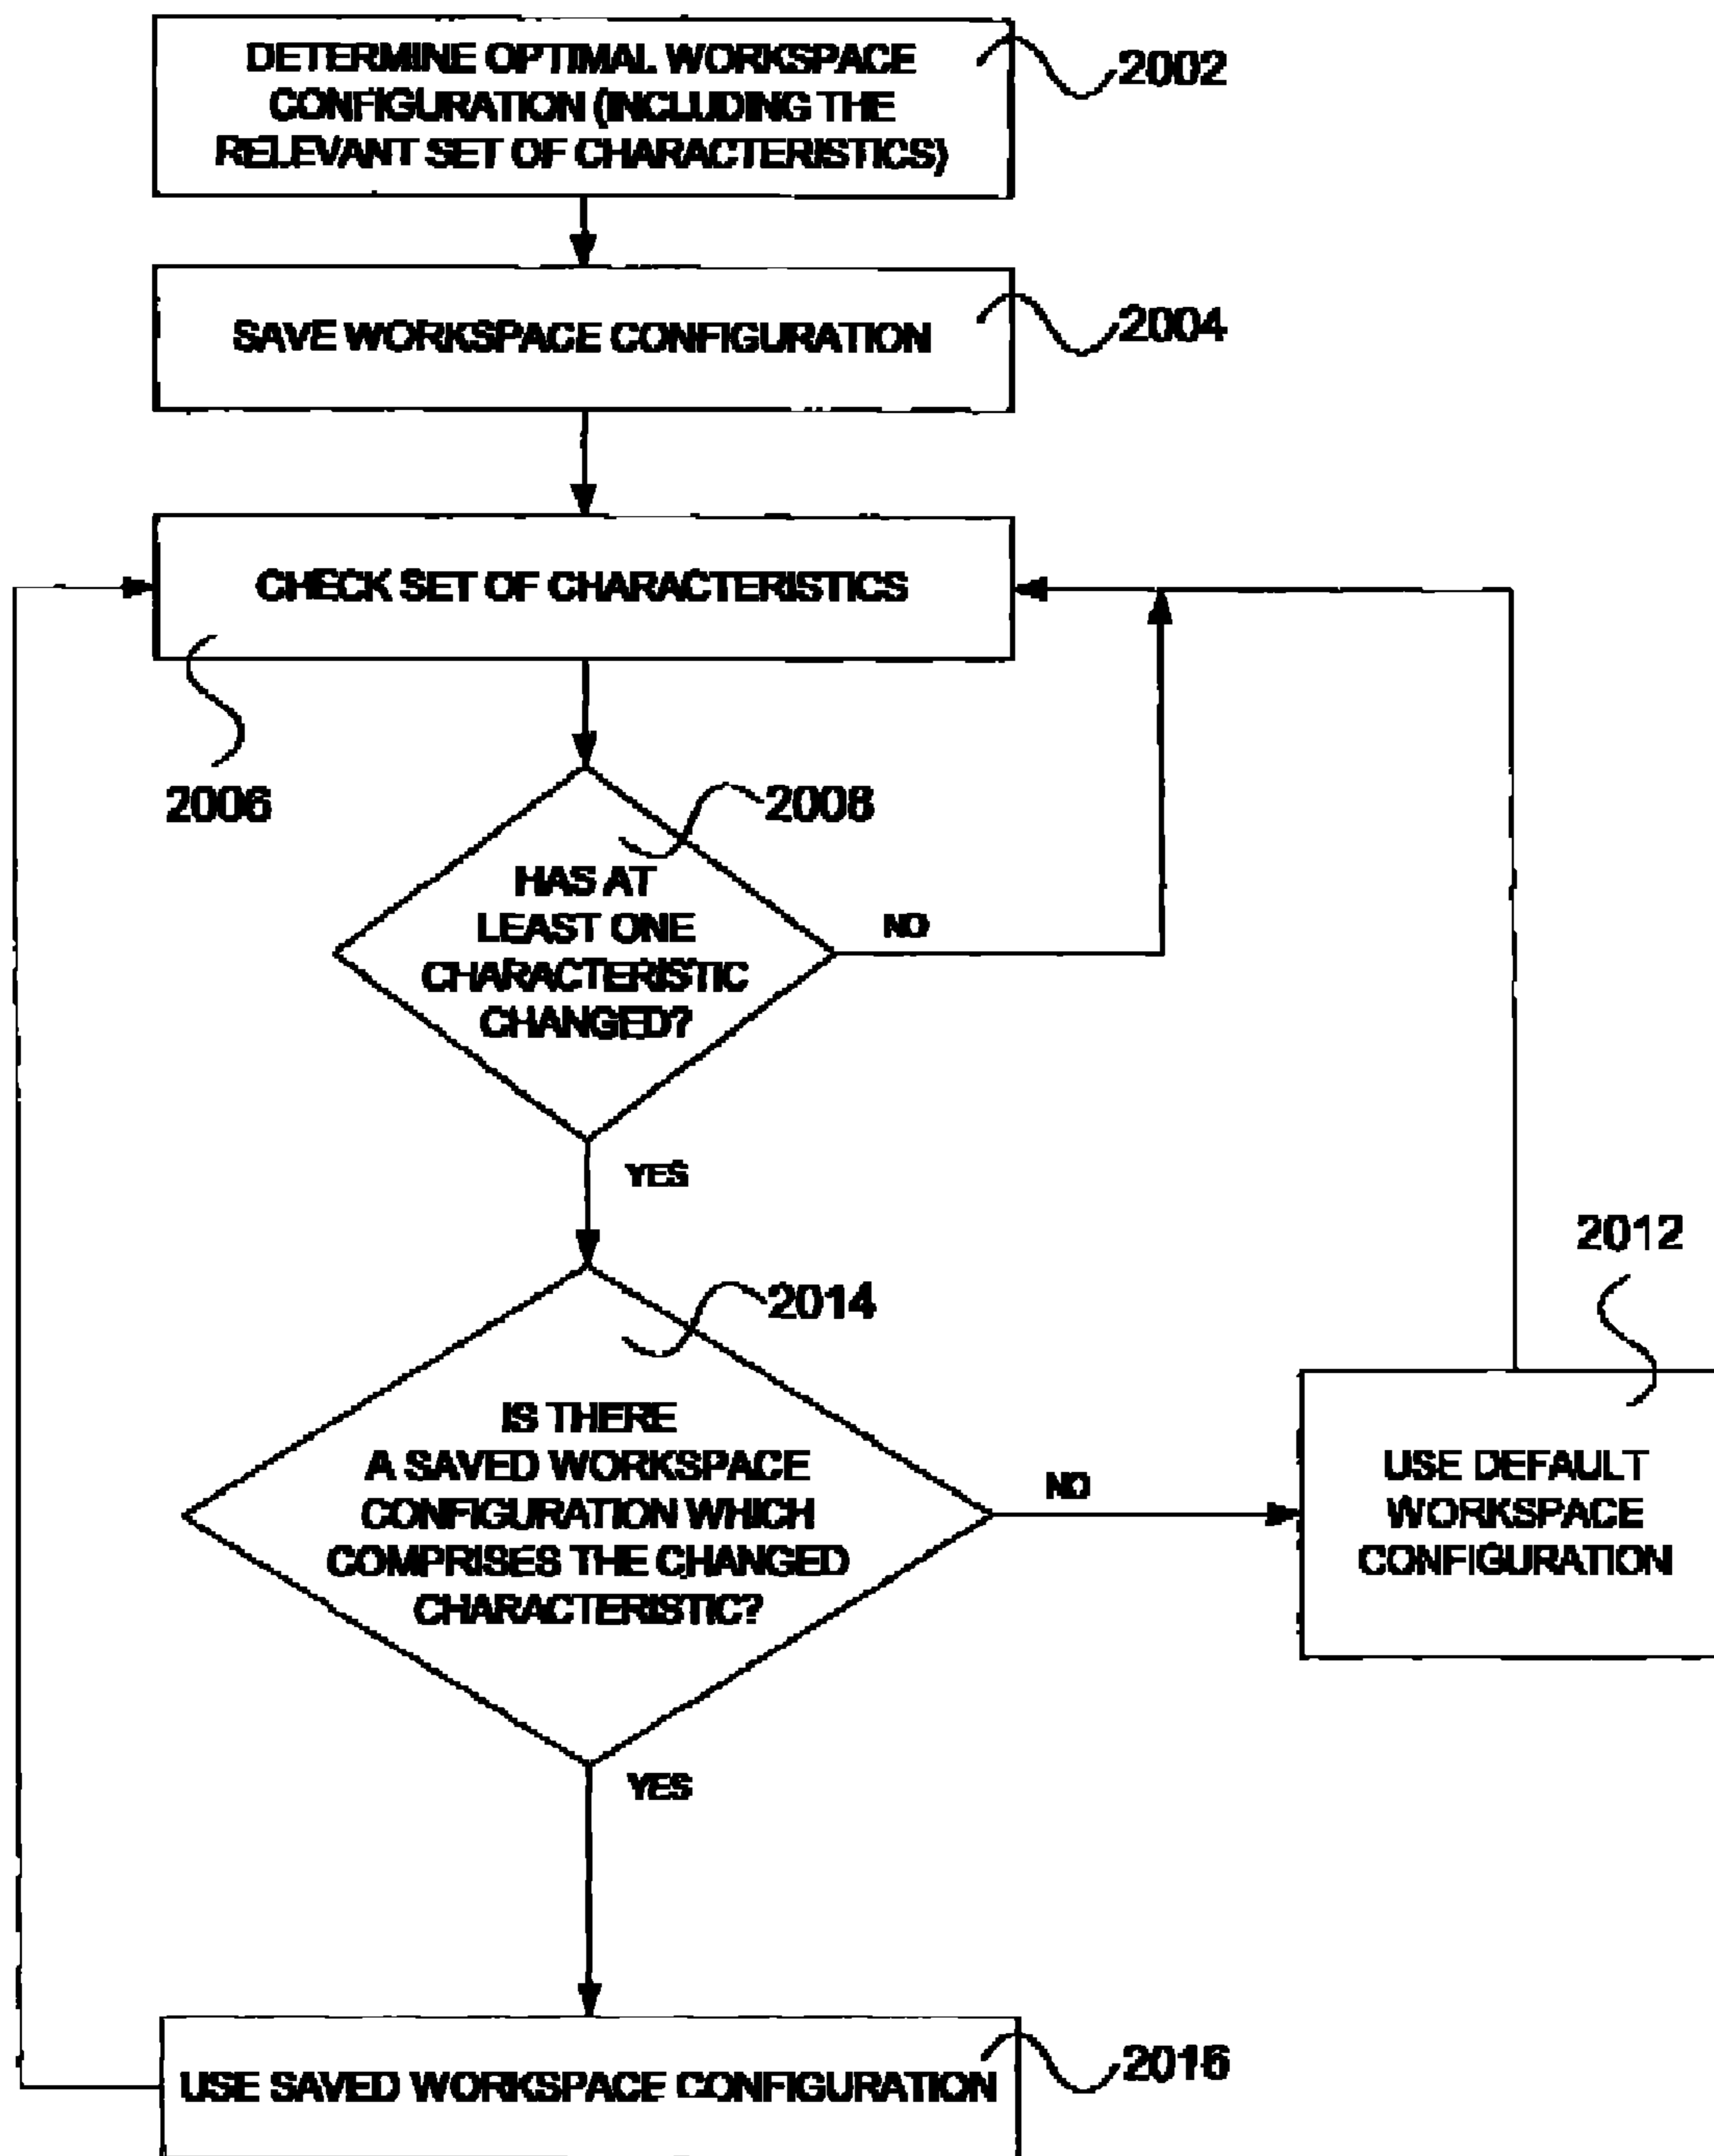 DETERMINE OPTIMAL WORKSPACE
CONFIGURATION (INCLUDING THE
RELEVANT SET OF CHARACTERISTICS)
2002
SAVE WORKSPACE CONFIGURATION
2004
CHECK SET OF CHARACTERISTICS
2006
2008
HAS AT
LEAST ONE
CHARACTERISTIC
CHANGED?
NO
YES
2012
2014
IS THERE
A SAVED WORKSPACE
CONFIGURATION WHICH
COMPRISES THE CHANGED
CHARACTERISTIC?
NO
USE DEFAULT
WORKSPACE
CONFIGURATION
YES
USE SAVED WORKSPACE CONFIGURATION
2016